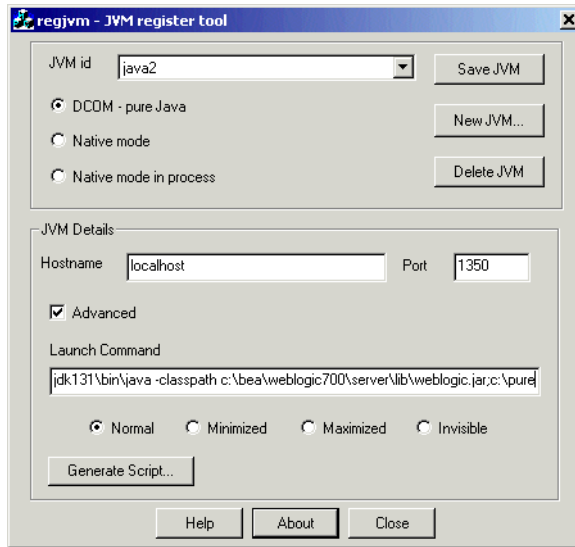 regjvm - JVM register tool
JVM id java2 Save JVM
DCOM - pure Java
New JVM...
Native mode
Native mode in process Delete JVM
JVM Details
Hostname localhost Port 1350
Advanced
Launch Command
jdk131\bin\java -classpath c:\bea\weblogic700\server\lib\weblogic.jar;c:\pure
Normal Minimized Maximized Invisible
Generate Script...
Help About Close